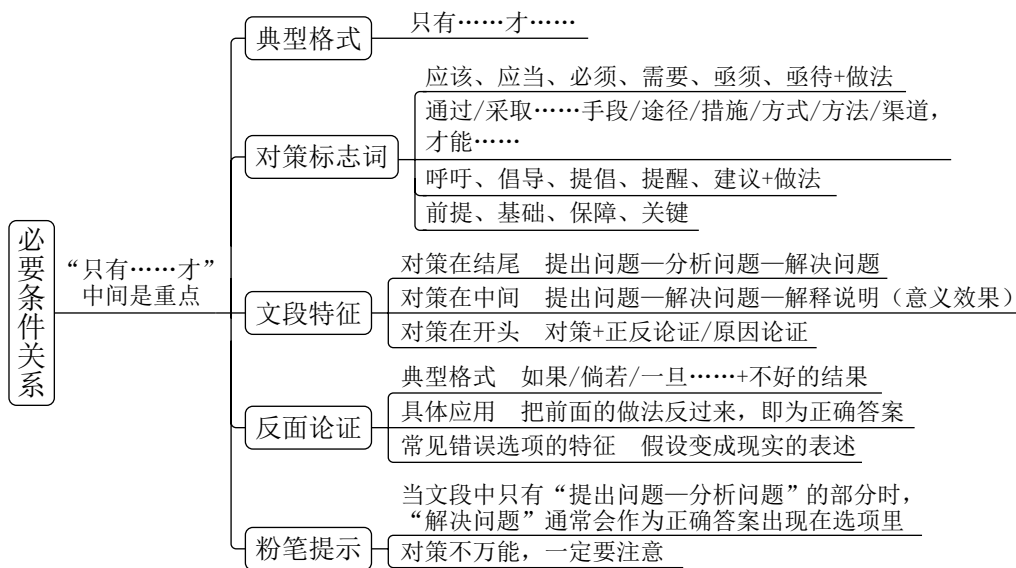 必要条件关系
“只有……才”
中间是重点
典型格式
只有……才……
对策标志词
应该、应当、必须、需要、亟须、亟待+做法
通过/采取……手段/途径/措施/方式/方法/渠道，
才能……
呼吁、倡导、提倡、提醒、建议+做法
前提、基础、保障、关键
文段特征
对策在结尾　提出问题—分析问题—解决问题
对策在中间　提出问题—解决问题—解释说明（意义效果）
对策在开头　对策+正反论证/原因论证
反面论证
典型格式　如果/倘若/一旦……+不好的结果
具体应用　把前面的做法反过来，即为正确答案
常见错误选项的特征　假设变成现实的表述
粉笔提示
当文段中只有“提出问题—分析问题”的部分时，
“解决问题”通常会作为正确答案出现在选项里
对策不万能，一定要注意